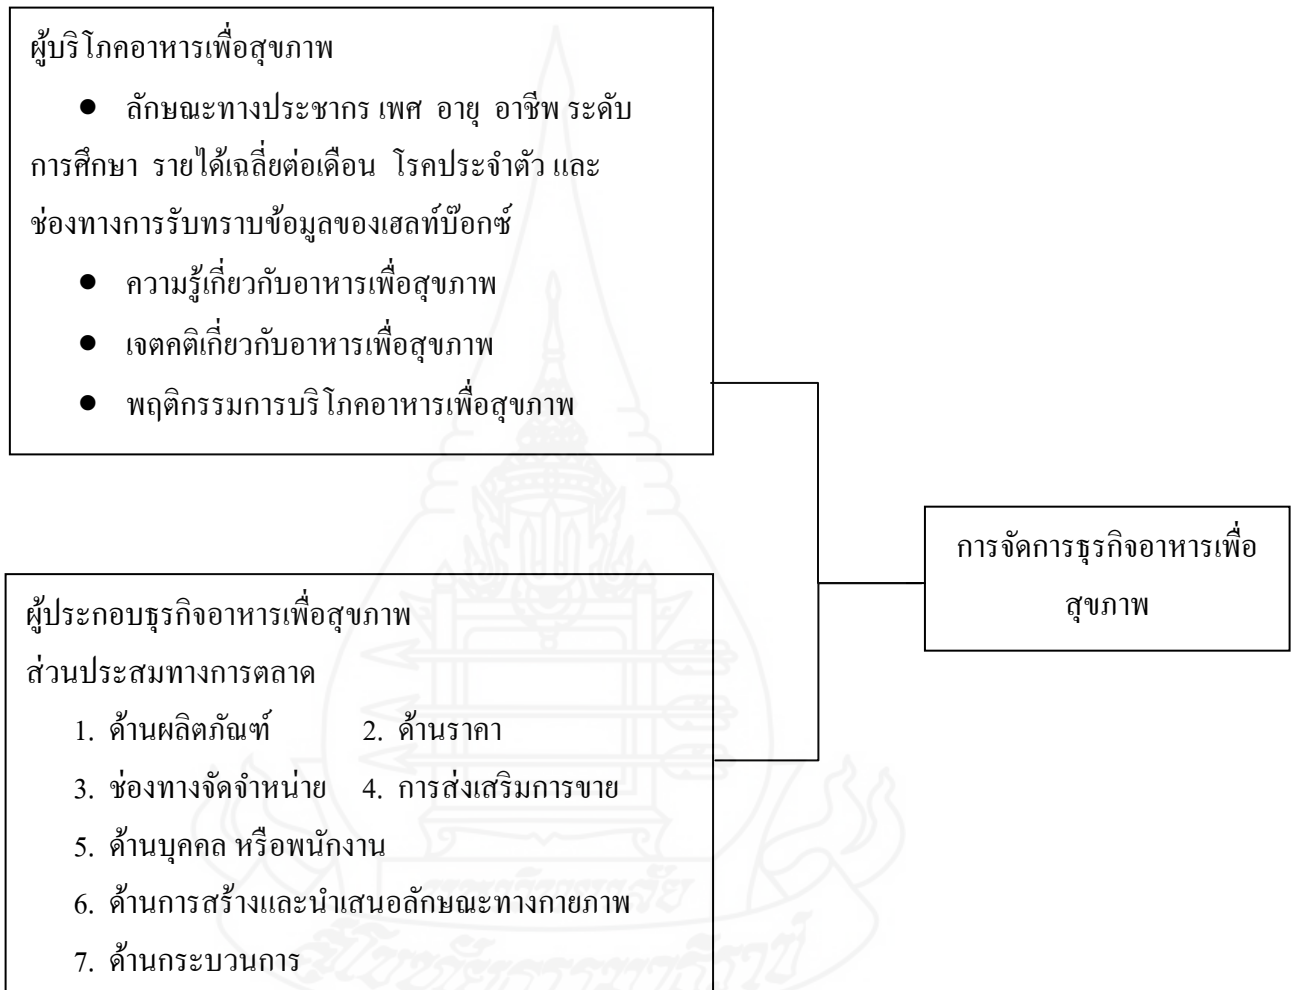 ผู้บริโภคอาหารเพื่อสุขภาพ
● ลักษณะทางประชากร เพศ อายุ อาชีพ ระดับ
การศึกษา รายได้เฉลี่ยต่อเดือน โรคประจำตัว และ
ช่องทางการรับทราบข้อมูลของเฮลท์บ๊อกซ์
● ความรู้เกี่ยวกับอาหารเพื่อสุขภาพ
● เจตคติเกี่ยวกับอาหารเพื่อสุขภาพ
● พฤติกรรมการบริโภคอาหารเพื่อสุขภาพ
การจัดการธุรกิจอาหารเพื่อ
สุขภาพ
ผู้ประกอบธุรกิจอาหารเพื่อสุขภาพ
ส่วนประสมทางการตลาด
1. ด้านผลิตภัณฑ์ 2. ด้านราคา
3. ช่องทางจัดจำหน่าย 4. การส่งเสริมการขาย
5. ด้านบุคคล หรือพนักงาน
6. ด้านการสร้างและนำเสนอลักษณะทางกายภาพ
7. ด้านกระบวนการ